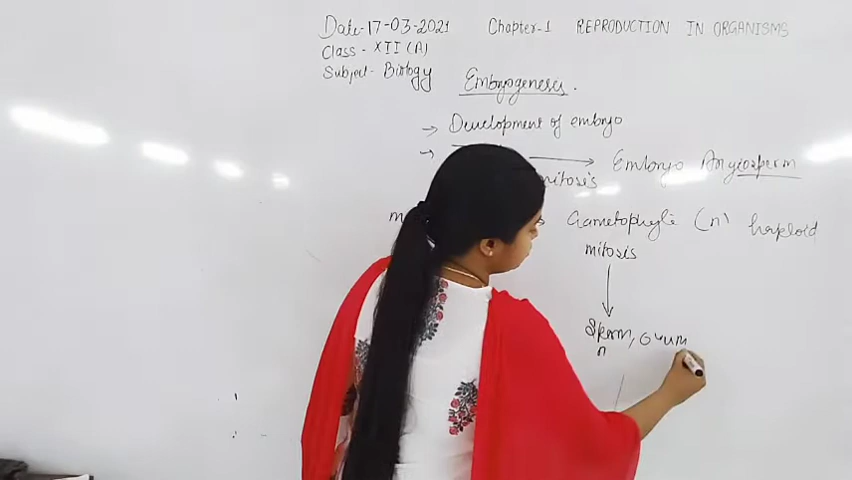 Date-17-03-2021 Chapter-1 REPRODUCTION IN ORGANISMS
Class - XII (A)
Subject- Biology
Embryogenesis.
→ Development of embryo
→ → Embryo Angiosperm
mitosis
Gametophyte (n) haploid
mitosis
Sperm, Ovum
n